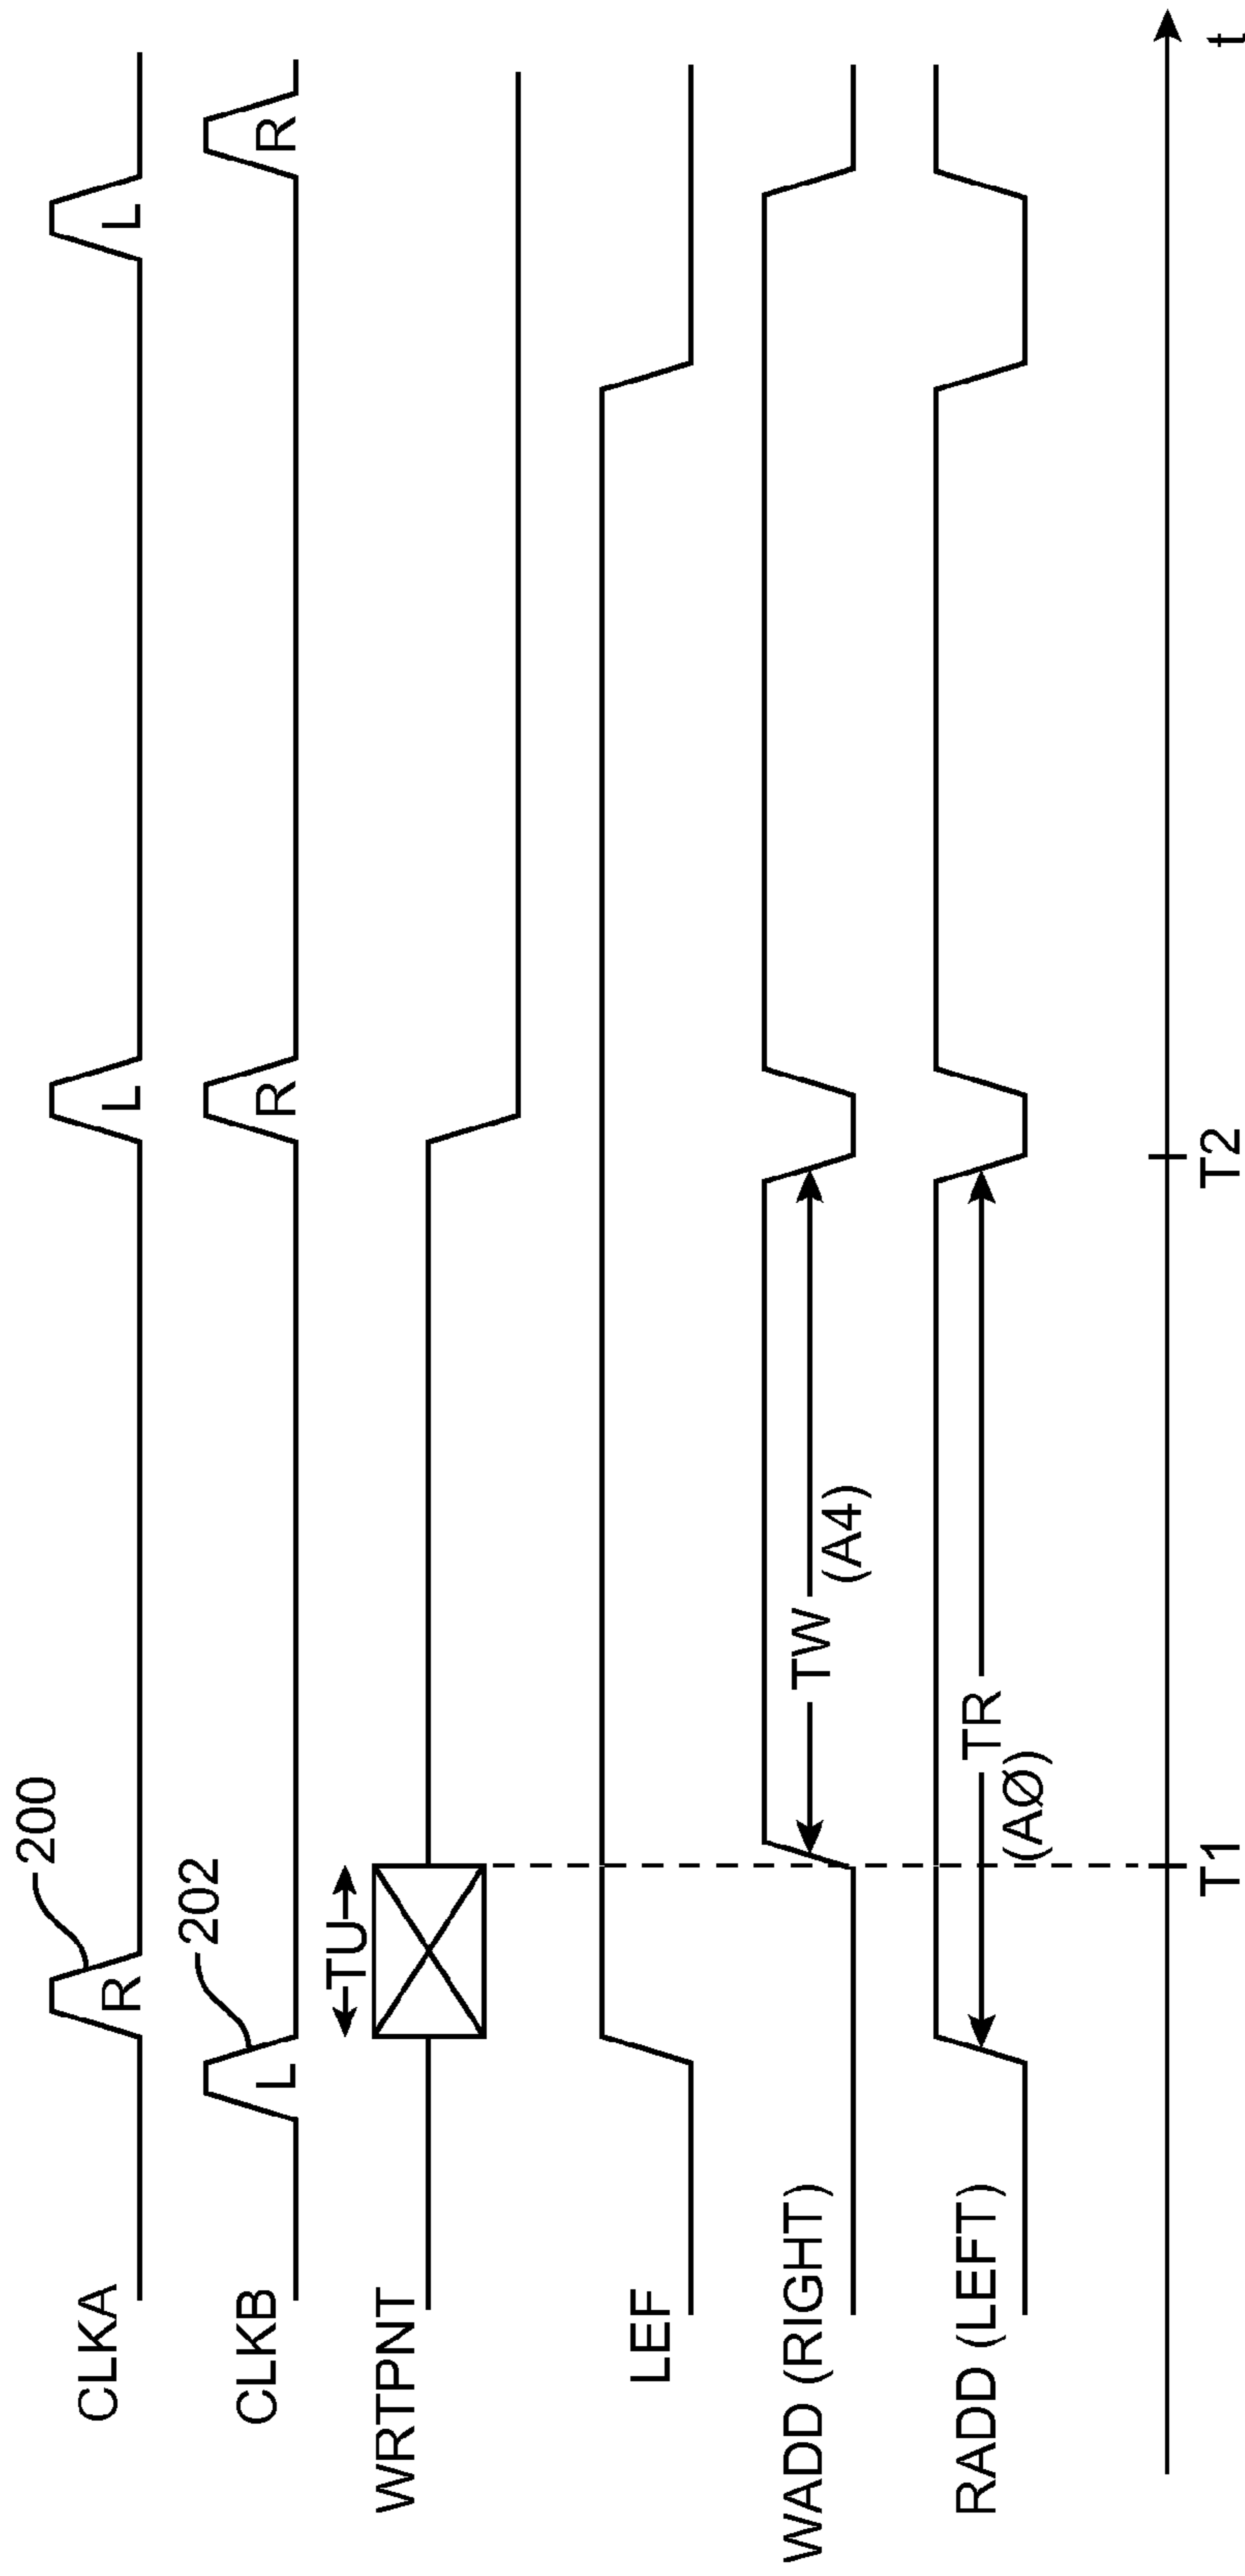 CLKA
R
200
L
L
CLKB
L
202
R
R
WRTPNT
TU
LEF
WADD (RIGHT)
TW
(A4)
RADD (LEFT)
TR
(AØ)
T1
T2
t